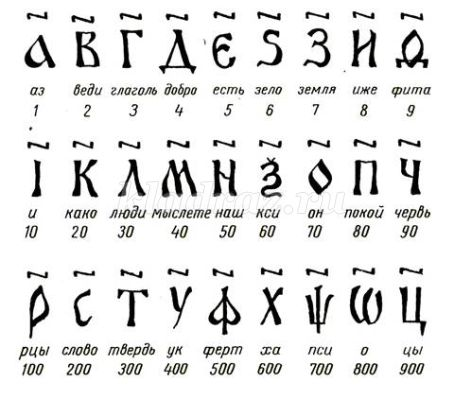 А В Г Д Є Ѕ З И Ѳ
аз веди глаголь добро есть зело земля иже фита
1 2 3 4 5 6 7 8 9
І К Л М Н Ѯ О П Ч
и како люди мыслете наш кси он покой червь
10 20 30 40 50 60 70 80 90
Р С Т У Ф Х Ѱ Ѡ Ц
рцы слово твердь ук ферт ха пси о цы
100 200 300 400 500 600 700 800 900